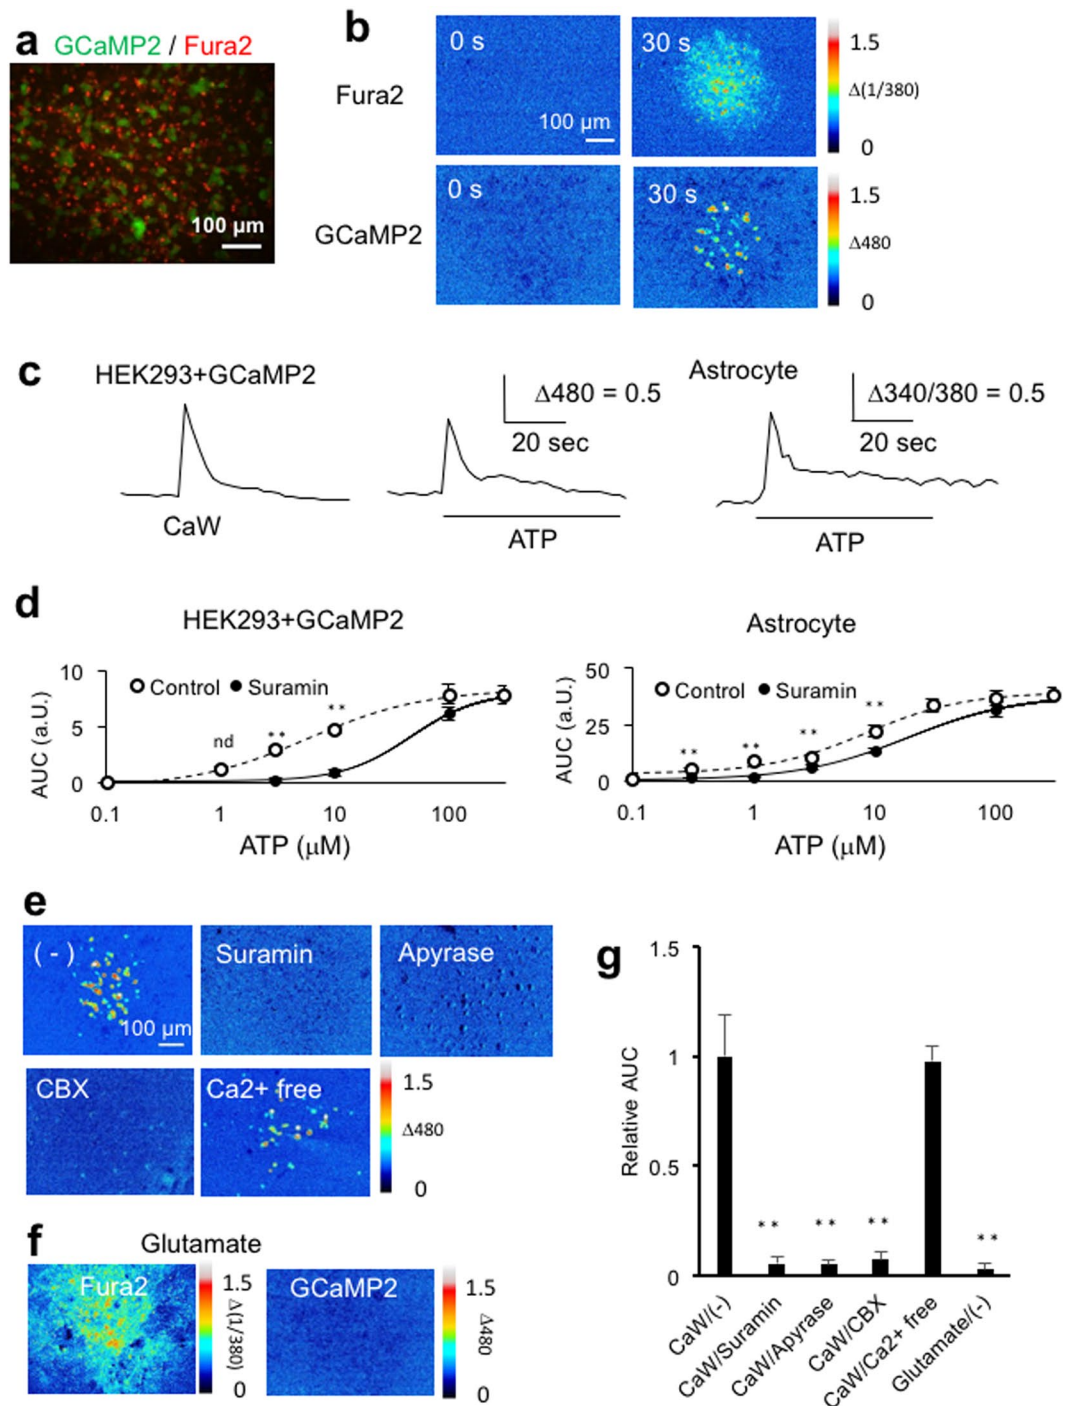 a GCaMP2 / Fura2
100 µm
b
Fura2
0 s
30 s
100 µm
1.5
Δ(1/380)
0
GCaMP2
0 s
30 s
1.5
Δ480
0
c
HEK293+GCaMP2
Astrocyte
Δ480 = 0.5
20 sec
Δ340/380 = 0.5
20 sec
CaW
ATP
ATP
d
HEK293+GCaMP2
AUC (a.U.)
10
5
0
Control
Suramin
nd
**
**
0.1
1
10
100
ATP (µM)
Astrocyte
AUC (a.U.)
50
25
0
Control
Suramin
**
**
**
**
0.1
1
10
100
ATP (µM)
e
( - )
100 µm
Suramin
Apyrase
CBX
Ca2+ free
1.5
Δ480
0
f
Glutamate
Fura2
1.5
Δ(1/380)
0
GCaMP2
1.5
Δ480
0
g
Relative AUC
1.5
1
0.5
0
**
**
**
**
CaW/(-)
CaW/Suramin
CaW/Apyrase
CaW/CBX
CaW/Ca2+ free
Glutamate/(-)